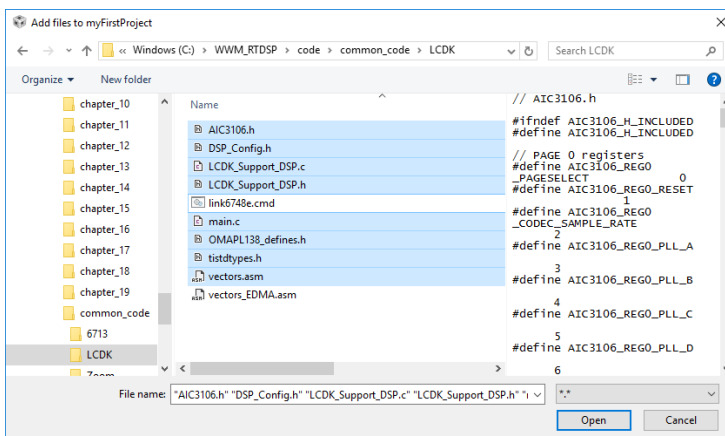 Add files to myFirstProject
« Windows (C:) > WWM_RTDSP > code > common_code > LCDK
Search LCDK
Organize
New folder
chapter_10
chapter_11
chapter_12
chapter_13
chapter_14
chapter_15
chapter_16
chapter_17
chapter_18
chapter_19
common_code
6713
LCDK
Zoom
Name
AIC3106.h
DSP_Config.h
LCDK_Support_DSP.c
LCDK_Support_DSP.h
link6748e.cmd
main.c
OMAPL138_defines.h
tistdtypes.h
vectors.asm
vectors_EDMA.asm
// AIC3106.h
#ifndef AIC3106_H_INCLUDED
#define AIC3106_H_INCLUDED
// PAGE 0 registers
#define AIC3106_REG0
_PAGESELECT 0
#define AIC3106_REG0_RESET
1
#define AIC3106_REG0
_CODEC_SAMPLE_RATE
2
#define AIC3106_REG0_PLL_A
3
#define AIC3106_REG0_PLL_B
4
#define AIC3106_REG0_PLL_C
5
#define AIC3106_REG0_PLL_D
6
File name: "AIC3106.h" "DSP_Config.h" "LCDK_Support_DSP.c" "LCDK_Support_DSP.h"
*.*
Open
Cancel